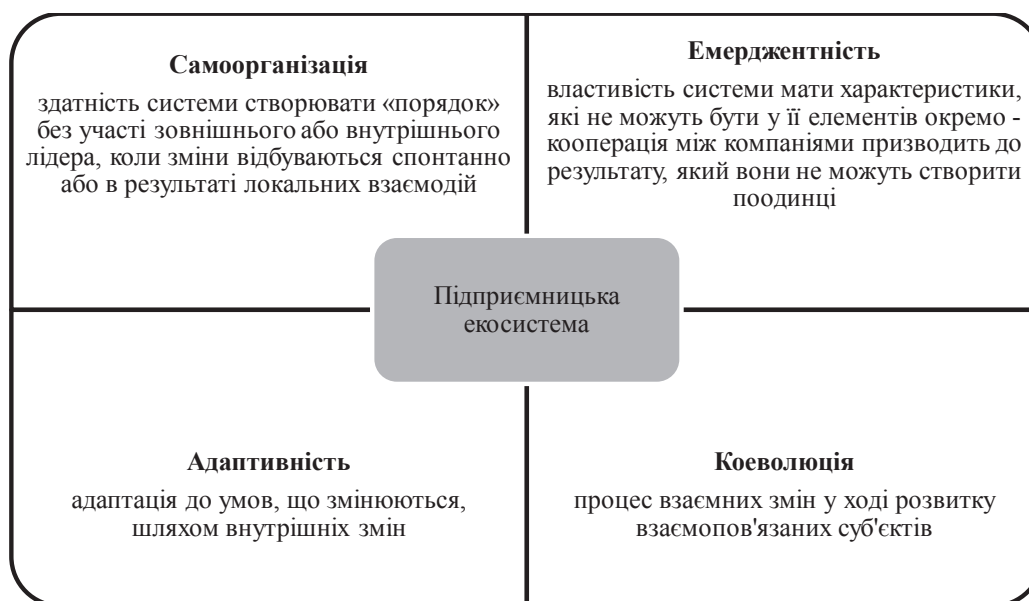 Самоорганізація
здатність системи створювати «порядок»
без участі зовнішнього або внутрішнього
лідера, коли зміни відбуваються спонтанно
або в результаті локальних взаємодій
Емерджентність
властивість системи мати характеристики,
які не можуть бути у її елементів окремо -
кооперація між компаніями призводить до
результату, який вони не можуть створити
поодинці
Підприємницька
екосистема
Адаптивність
адаптація до умов, що змінюються,
шляхом внутрішніх змін
Коеволюція
процес взаємних змін у ході розвитку
взаємопов'язаних суб'єктів